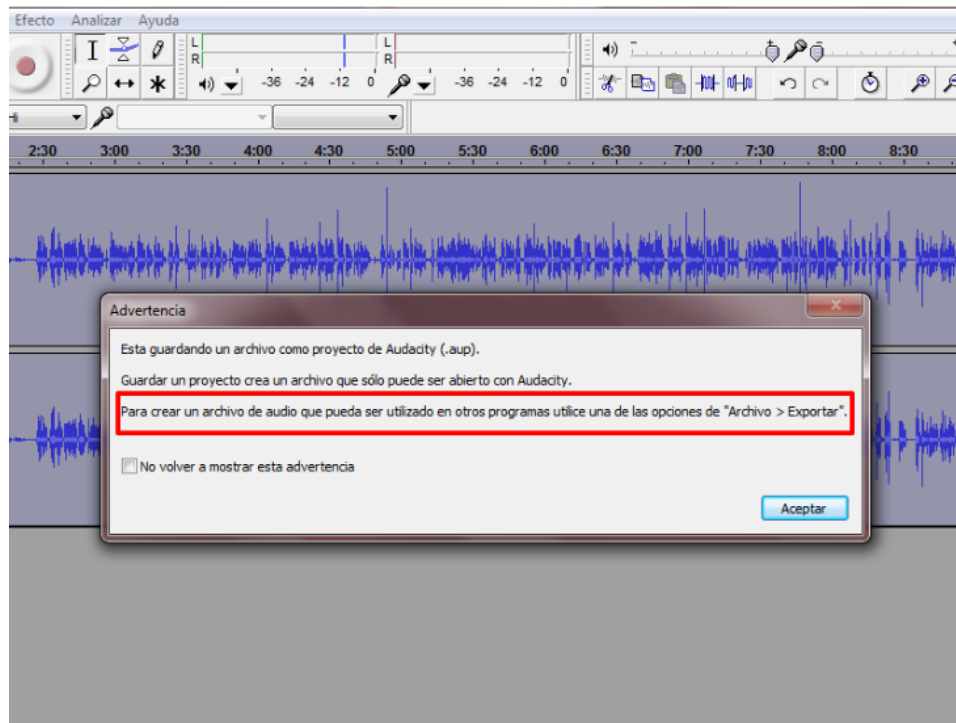 Efecto Analizar Ayuda
L L
R R
-36 -24 -12 0 -36 -24 -12 0
2:30 3:00 3:30 4:00 4:30 5:00 5:30 6:00 6:30 7:00 7:30 8:00 8:30
Advertencia
Esta guardando un archivo como proyecto de Audacity (.aup).
Guardar un proyecto crea un archivo que sólo puede ser abierto con Audacity.
Para crear un archivo de audio que pueda ser utilizado en otros programas utilice una de las opciones de "Archivo > Exportar".
No volver a mostrar esta advertencia
Aceptar